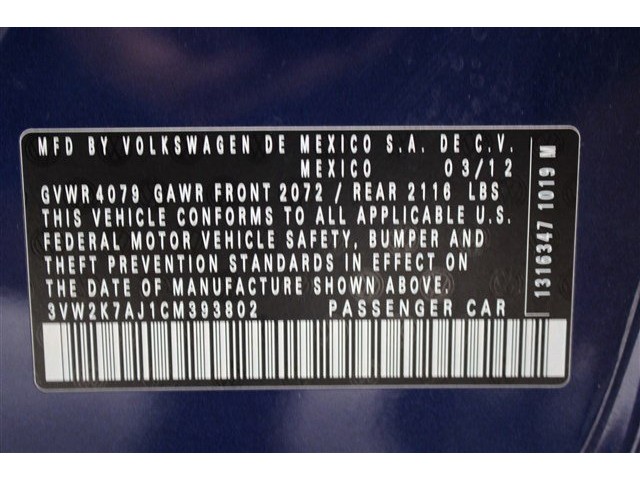 MFD BY VOLKSWAGEN DE MEXICO S.A. DE C.V.
MEXICO 03/12
GVWR 4079 GAWR FRONT 2072 / REAR 2116 LBS
THIS VEHICLE CONFORMS TO ALL APPLICABLE U.S.
FEDERAL MOTOR VEHICLE SAFETY, BUMPER AND
THEFT PREVENTION STANDARDS IN EFFECT ON
THE DATE OF MANUFACTURE SHOWN ABOVE.
3VW2K7AJ1CM393802 PASSENGER CAR
1316347 1019 M